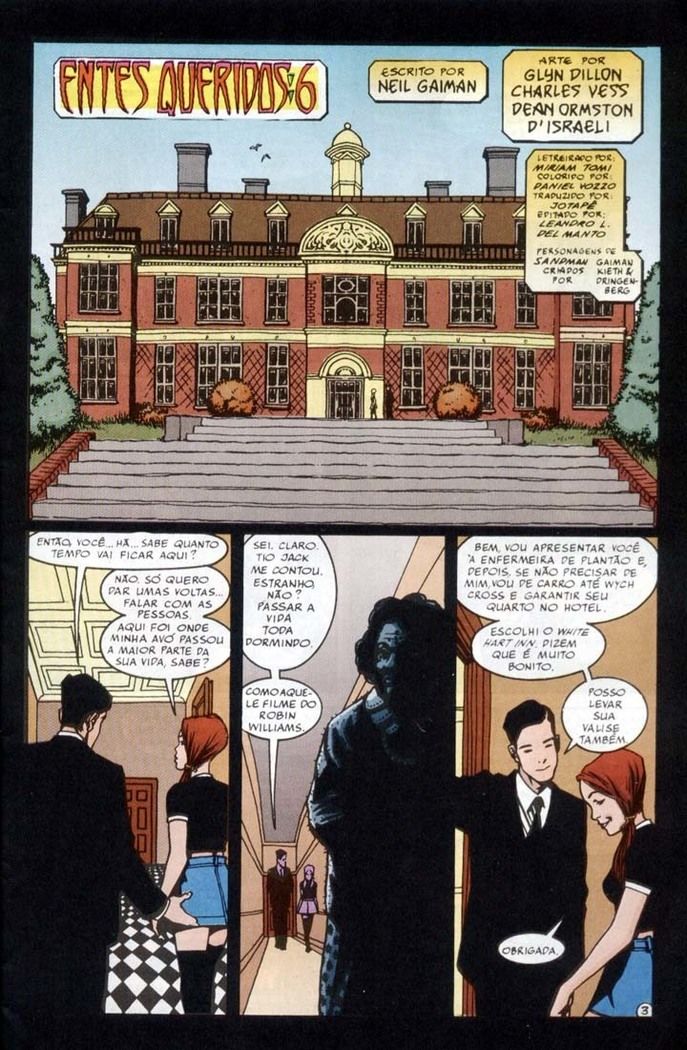 ENTES QUERIDOS:6
ESCRITO POR
NEIL GAIMAN
ARTE POR
GLYN DILLON
CHARLES VESS
DEAN ORMSTON
D'ISRAELI
LETREIRADO POR:
MIRIAM TOMI
COLORIDO POR:
DANIEL VOZZO
TRADUZIDO POR:
JOTAPÊ
EDITADO POR:
LEANDRO L.
DEL MANTO
PERSONAGENS DE
SANDMAN
CRIADOS
POR
GAIMAN
KIETH &
DRINGEN-
BERG
ENTÃO, VOCÊ... HÃ... SABE QUANTO
TEMPO VAI FICAR AQUI?
NÃO. SÓ QUERO
DAR UMAS VOLTAS...
FALAR COM AS
PESSOAS.
AQUI FOI ONDE
MINHA AVÓ PASSOU
A MAIOR PARTE DA
SUA VIDA, SABE?
SEI. CLARO.
TIO JACK
ME CONTOU.
ESTRANHO,
NÃO?
PASSAR A
VIDA
TODA
DORMINDO.
COMO AQUE-
LE FILME DO
ROBIN
WILLIAMS.
BEM, VOU APRESENTAR VOCÊ
À ENFERMEIRA DE PLANTÃO E,
DEPOIS, SE NÃO PRECISAR DE
MIM, VOU DE CARRO ATÉ WYCH
CROSS E GARANTIR SEU
QUARTO NO HOTEL.
ESCOLHI O WHITE
HART INN. DIZEM
QUE É MUITO
BONITO.
POSSO
LEVAR
SUA
VALISE
TAMBÉM.
OBRIGADA.
3